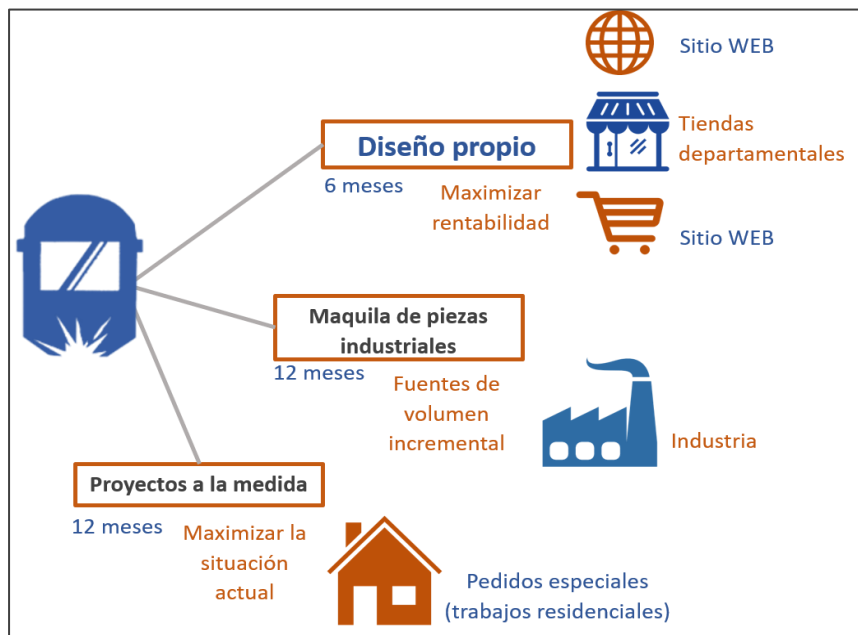 Sitio WEB
Diseño propio
Tiendas
departamentales
6 meses
Maximizar
rentabilidad
Sitio WEB
Maquila de piezas
industriales
12 meses
Fuentes de
volumen
incremental
Industria
Proyectos a la medida
12 meses
Maximizar la
situación
actual
Pedidos especiales
(trabajos residenciales)